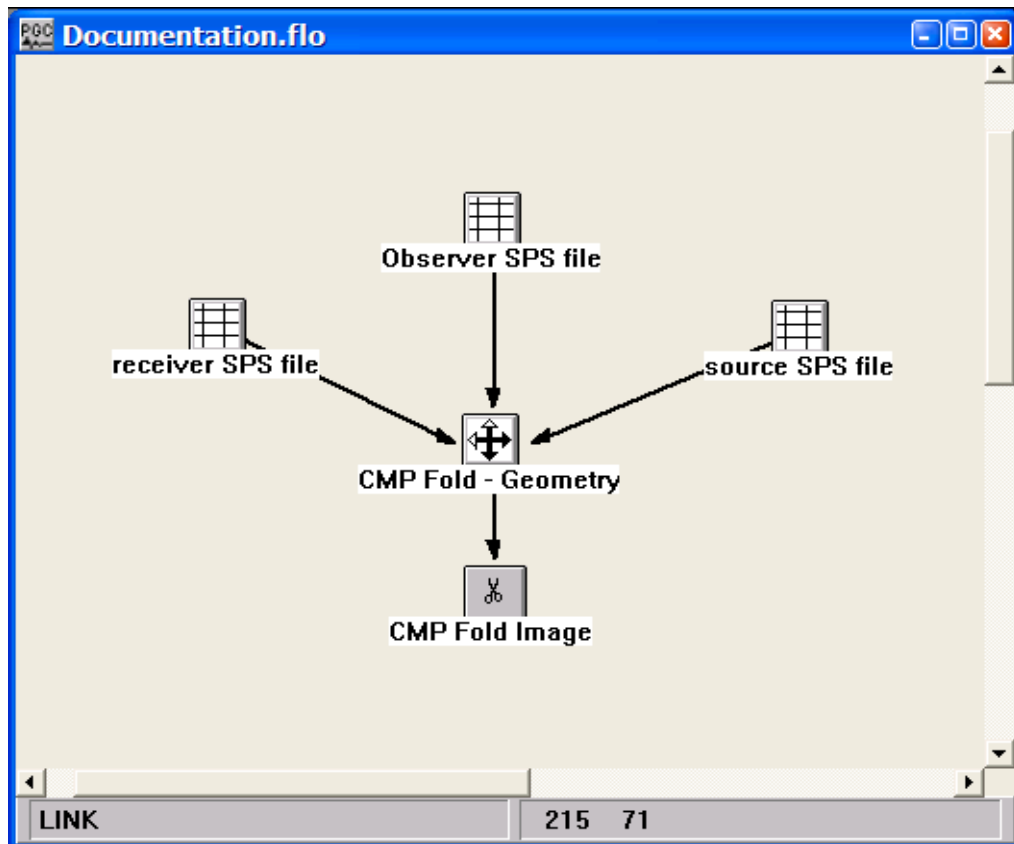 Documentation.flo
Observer SPS file
receiver SPS file
source SPS file
CMP Fold - Geometry
CMP Fold Image
LINK
215 71